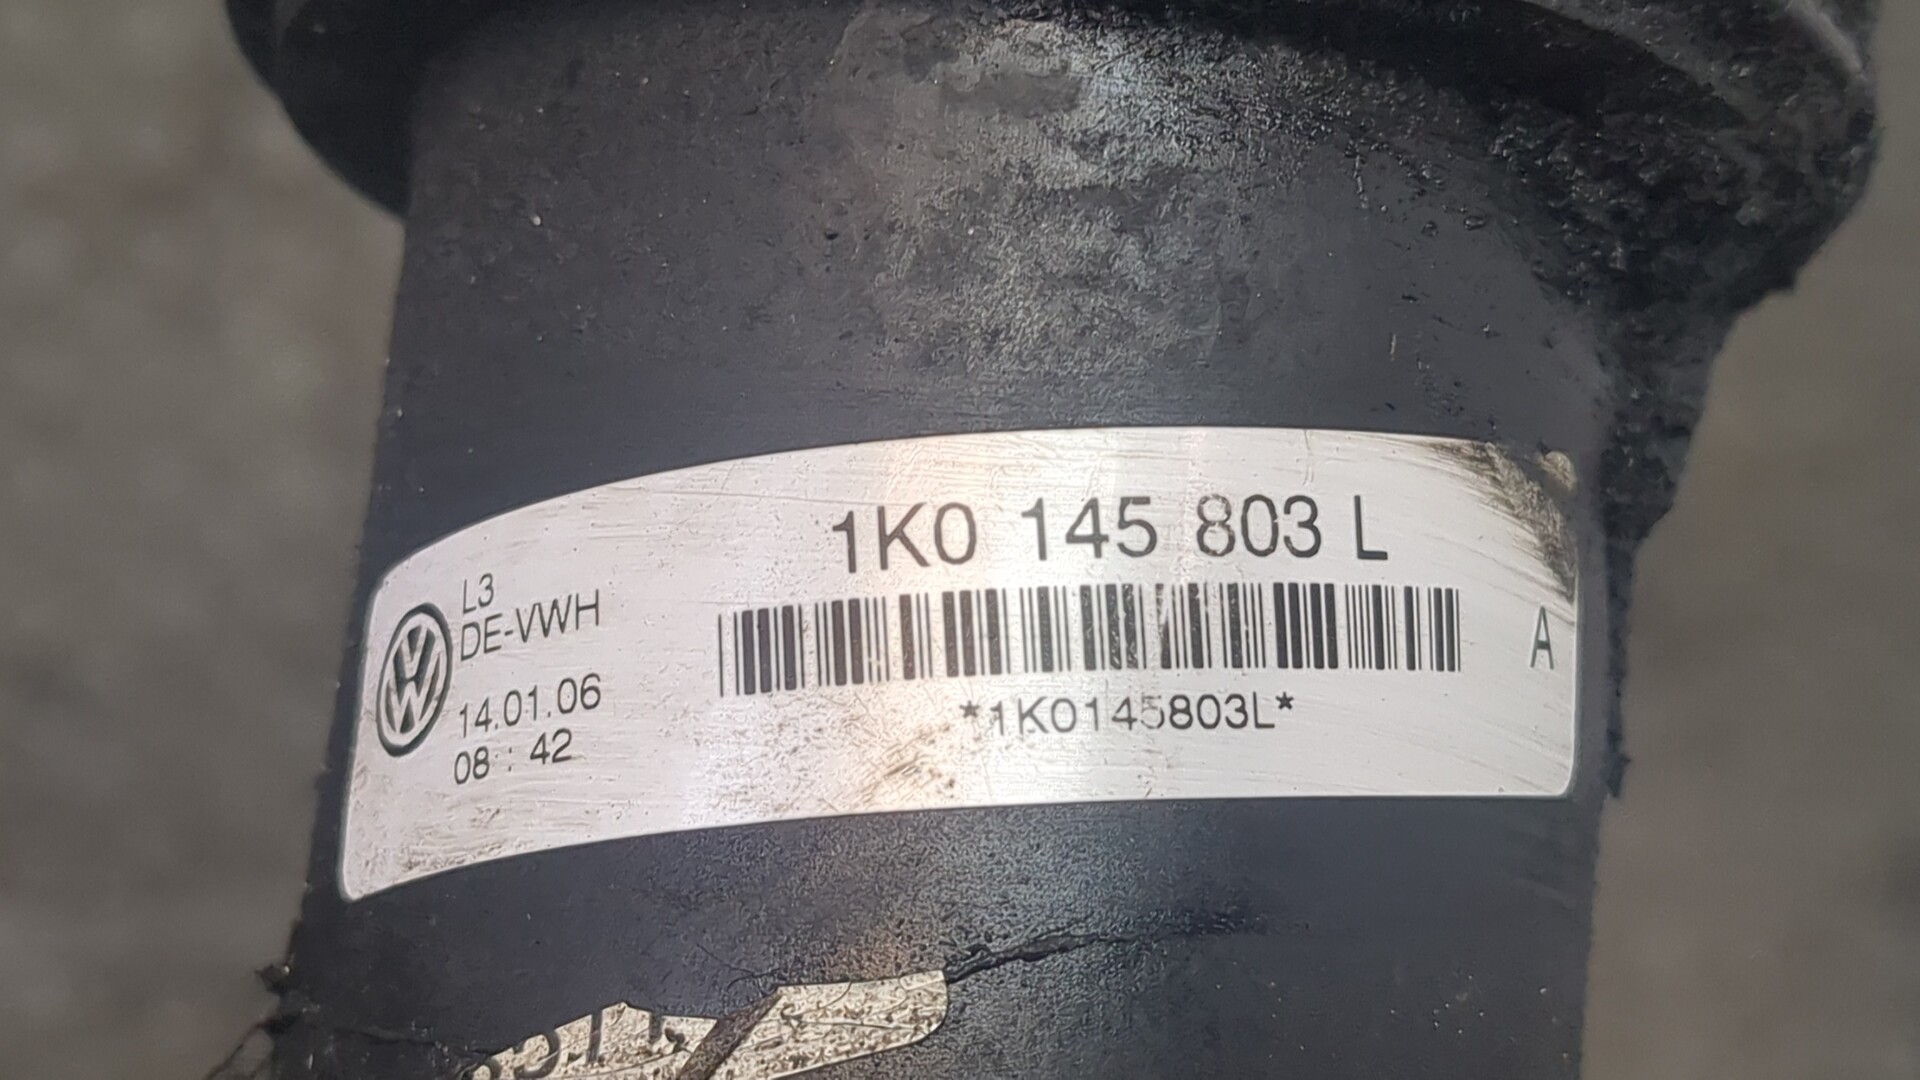 1K0 145 803 L
L3
DE-VWH
14.01.06
08 : 42
A
*1K0145803L*